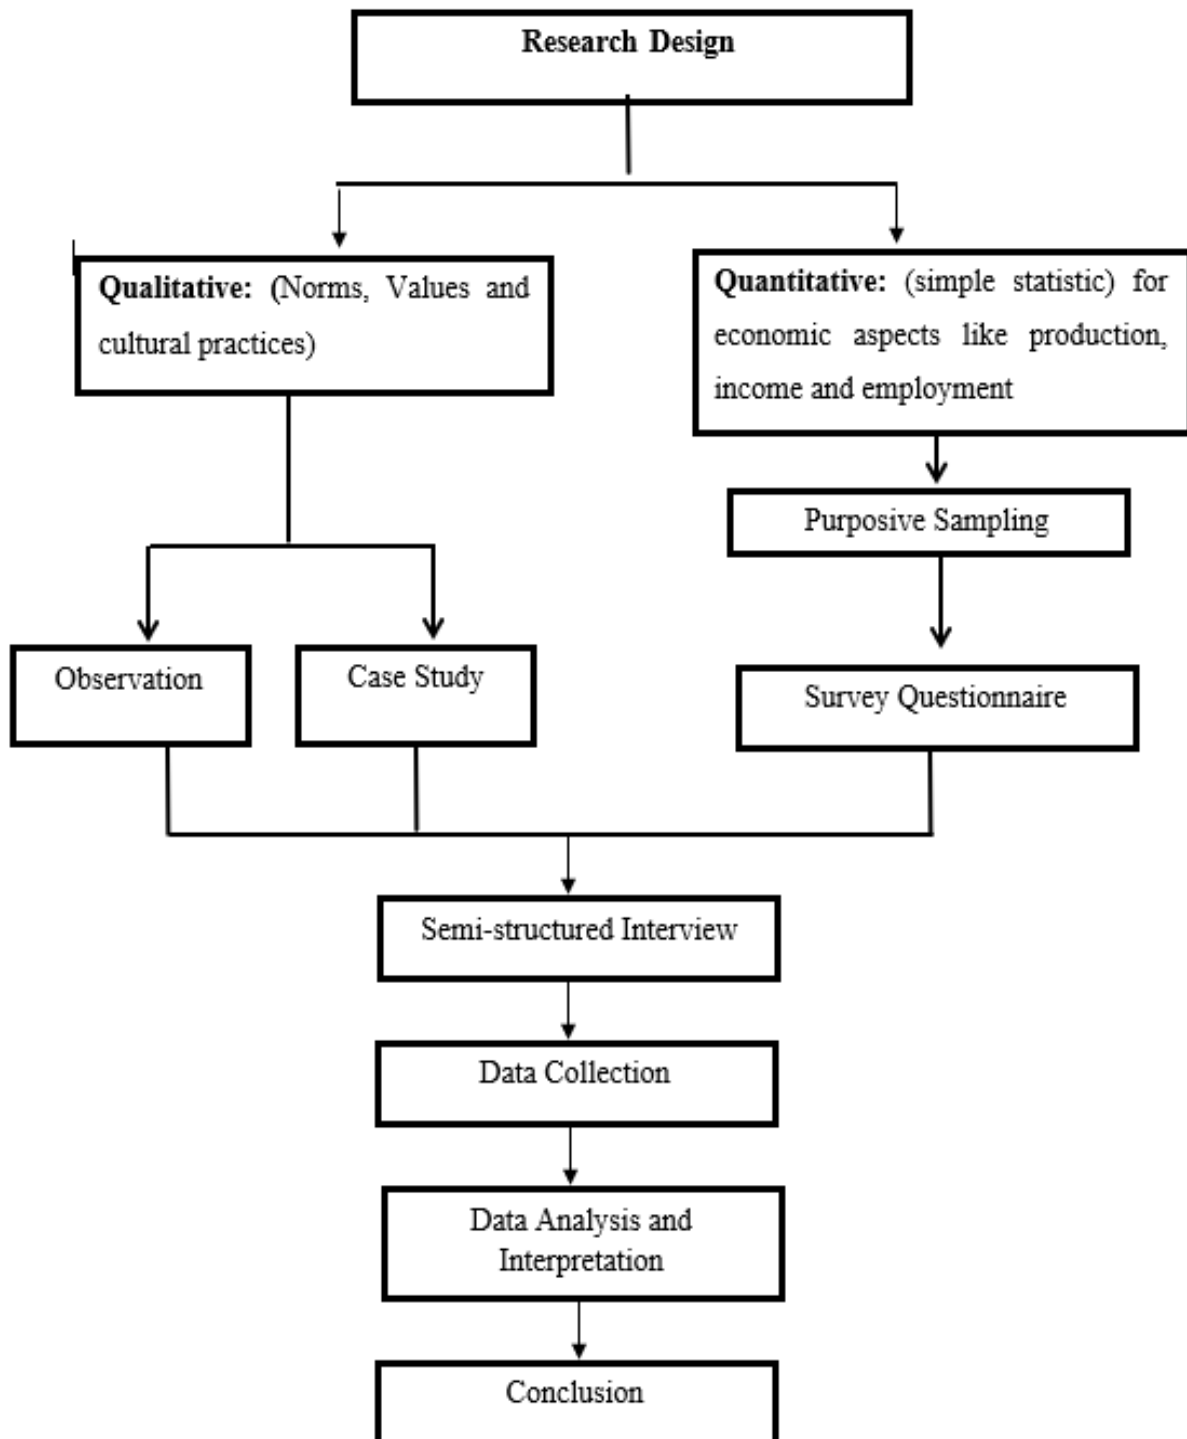 Research Design
Qualitative: (Norms, Values and
cultural practices)
Quantitative: (simple statistic) for
economic aspects like production,
income and employment
Purposive Sampling
Observation
Case Study
Survey Questionnaire
Semi-structured Interview
Data Collection
Data Analysis and
Interpretation
Conclusion